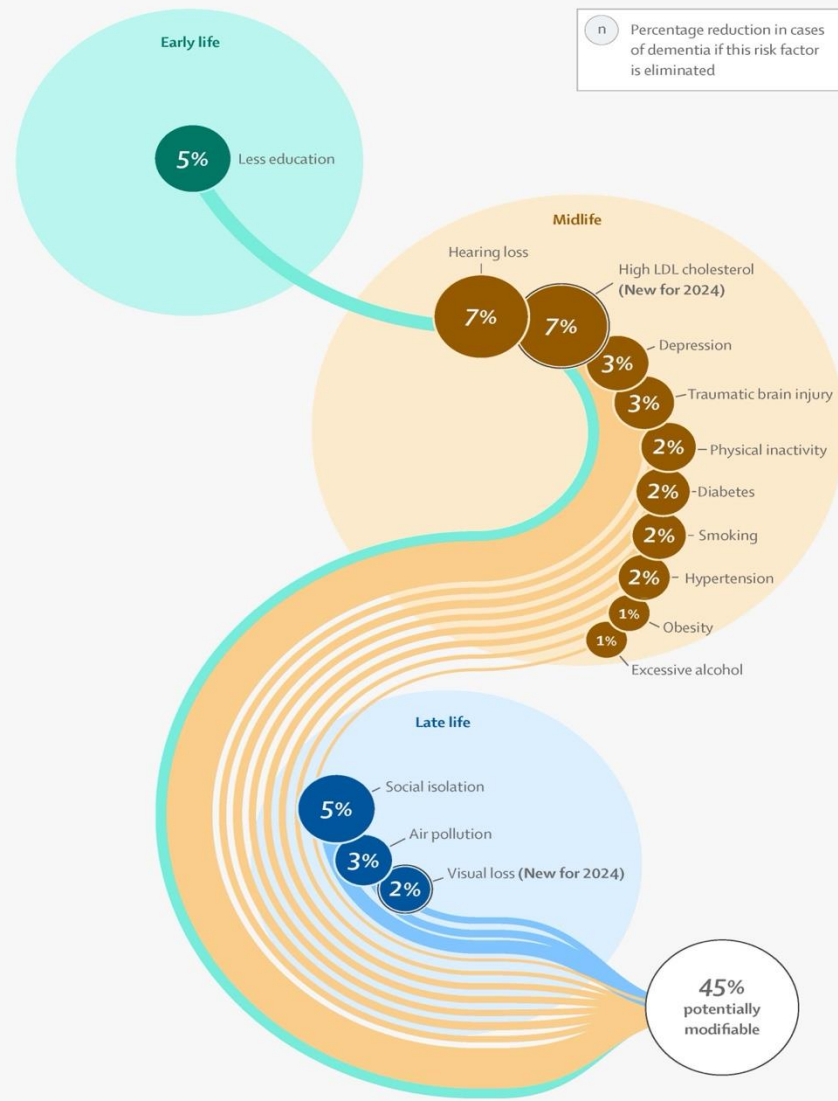 n
Percentage reduction in cases
of dementia if this risk factor
is eliminated
Early life
5%
Less education
Midlife
Hearing loss
7%
High LDL cholesterol
(New for 2024)
7%
Depression
3%
Traumatic brain injury
3%
Physical inactivity
2%
Diabetes
2%
Smoking
2%
Hypertension
2%
Obesity
1%
Excessive alcohol
1%
Late life
Social isolation
5%
Air pollution
3%
Visual loss (New for 2024)
2%
45%
potentially
modifiable